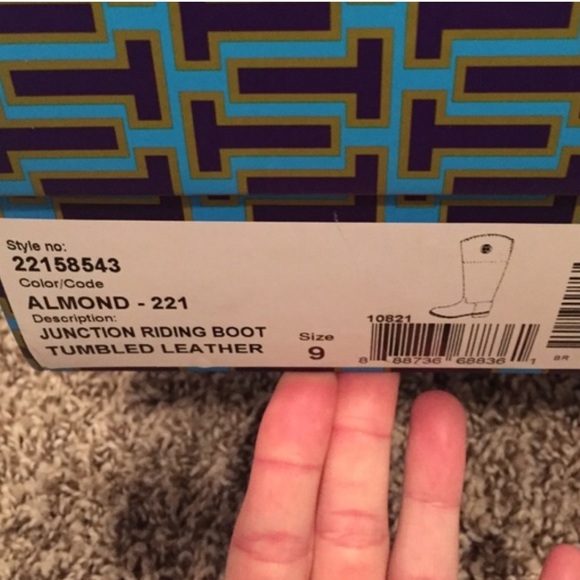 Style no:
22158543
Color/Code
ALMOND - 221
Description:
JUNCTION RIDING BOOT
TUMBLED LEATHER
Size
9
10821
8 88736 68836 1
BR